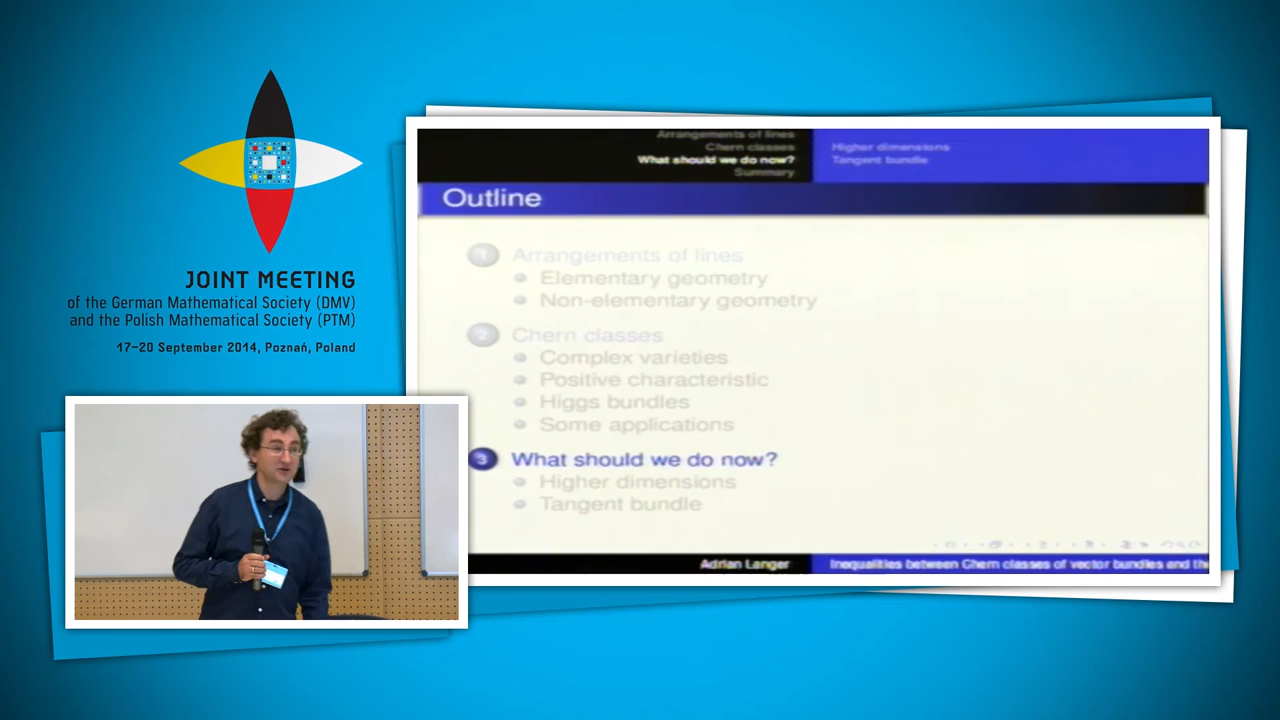 JOINT MEETING
of the German Mathematical Society (DMV)
and the Polish Mathematical Society (PTM)
17–20 September 2014, Poznań, Poland
Arrangements of lines
Chern classes
What should we do now?
Summary
Higher dimensions
Tangent bundle
Outline
1 Arrangements of lines
Elementary geometry
Non-elementary geometry
2 Chern classes
Complex varieties
Positive characteristic
Higgs bundles
Some applications
3 What should we do now?
Higher dimensions
Tangent bundle
Adrian Langer
Inequalities between Chern classes of vector bundles and